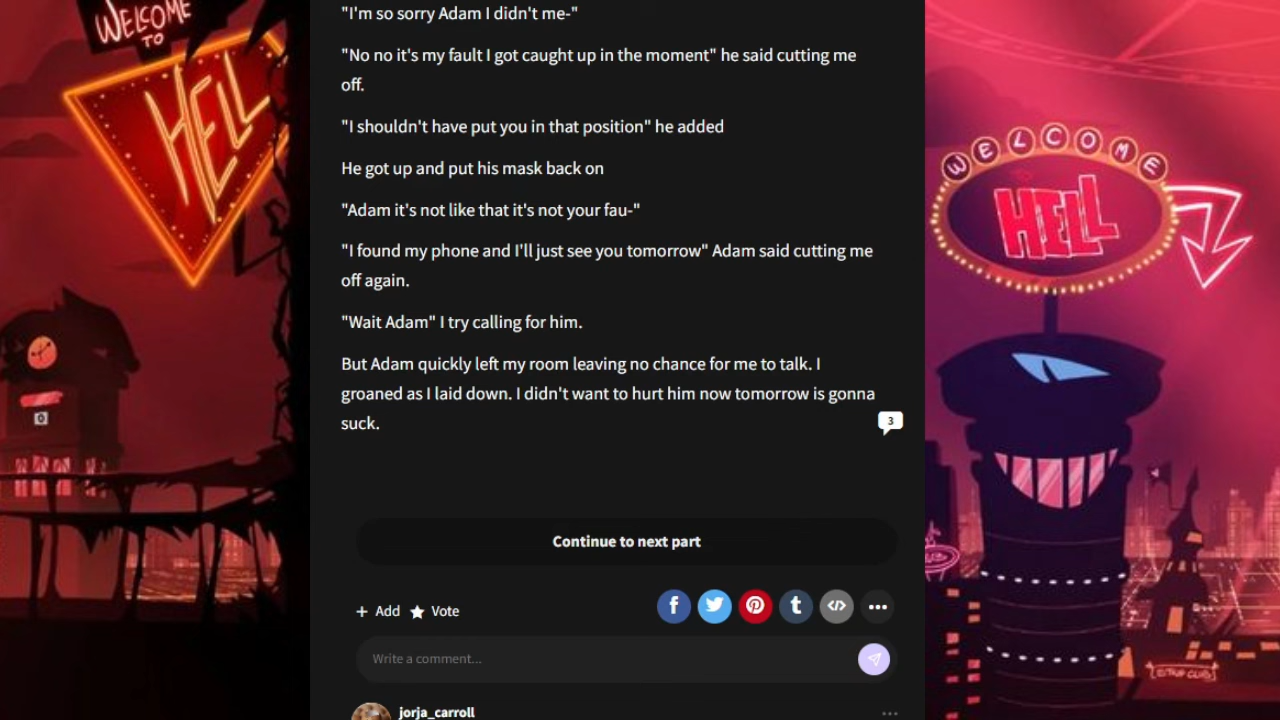 WELCOME
TO
HELL
"I'm so sorry Adam I didn't me-"
"No no it's my fault I got caught up in the moment" he said cutting me
off.
"I shouldn't have put you in that position" he added
He got up and put his mask back on
"Adam it's not like that it's not your fau-"
"I found my phone and I'll just see you tomorrow" Adam said cutting me
off again.
"Wait Adam" I try calling for him.
But Adam quickly left my room leaving no chance for me to talk. I
groaned as I laid down. I didn't want to hurt him now tomorrow is gonna
suck.
3
Continue to next part
+ Add ★ Vote
f t </> •••
Write a comment...
jorja_carroll
WELCOME
HELL